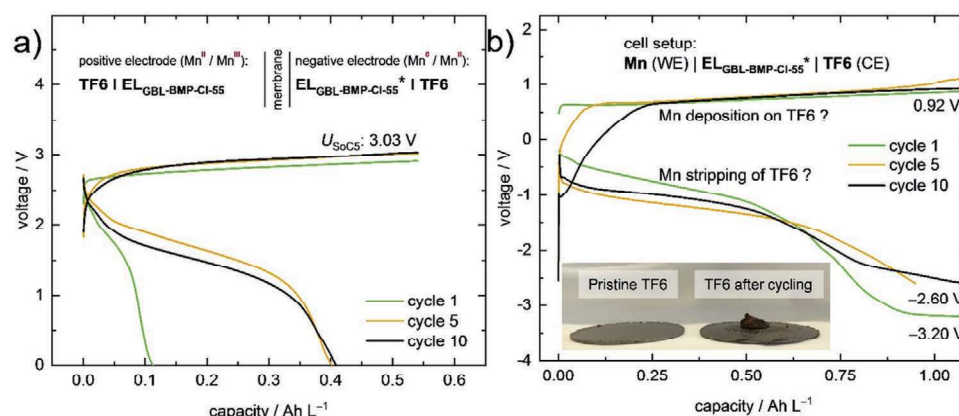 a)
positive electrode (Mn^II / Mn^III):
TF6 I EL_GBL-BMP-Cl-55
membrane
negative electrode (Mn^0 / Mn^II):
EL_GBL-BMP-Cl-55* I TF6
U_SoC5: 3.03 V
voltage / V
4
3
2
1
0
cycle 1
cycle 5
cycle 10
0.0 0.1 0.2 0.3 0.4 0.5 0.6
capacity / Ah L⁻¹
b)
cell setup:
Mn (WE) | EL_GBL-BMP-Cl-55* | TF6 (CE)
0.92 V
Mn deposition on TF6 ?
Mn stripping of TF6 ?
cycle 1
cycle 5
cycle 10
voltage / V
2
1
0
-1
-2
-3
-4
Pristine TF6
TF6 after cycling
−2.60 V
−3.20 V
0.00 0.25 0.50 0.75 1.00
capacity / Ah L⁻¹